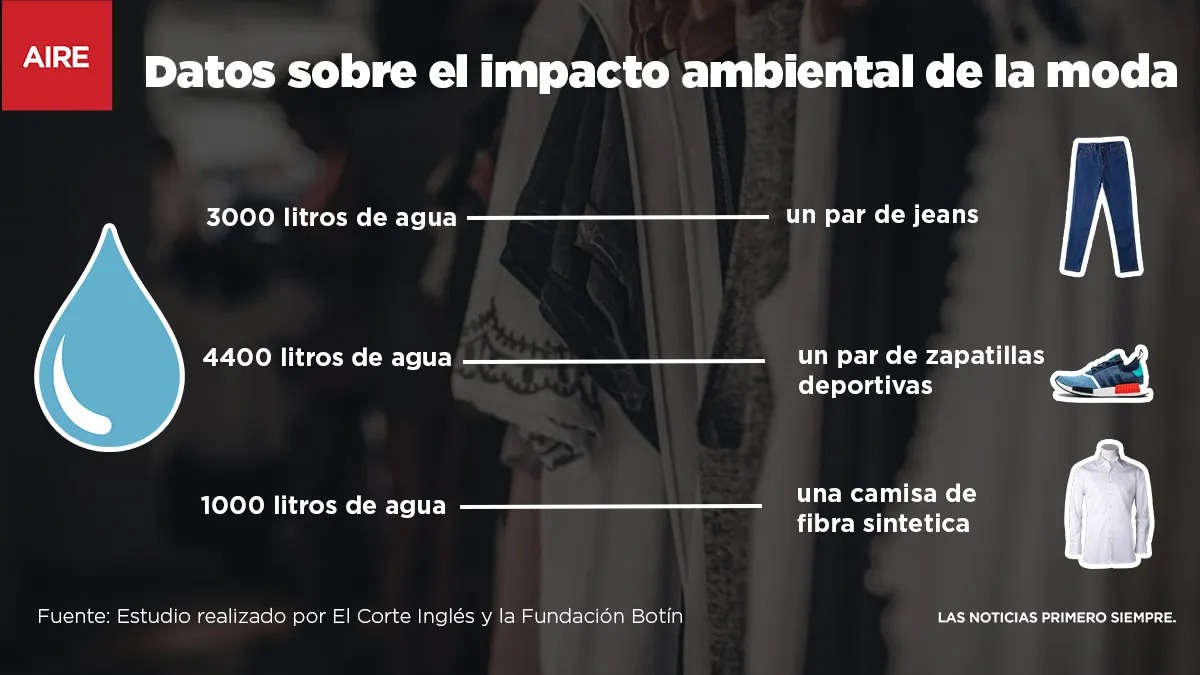 AIRE
Datos sobre el impacto ambiental de la moda
3000 litros de agua
un par de jeans
4400 litros de agua
un par de zapatillas
deportivas
1000 litros de agua
una camisa de
fibra sintetica
Fuente: Estudio realizado por El Corte Inglés y la Fundación Botín
LAS NOTICIAS PRIMERO SIEMPRE.